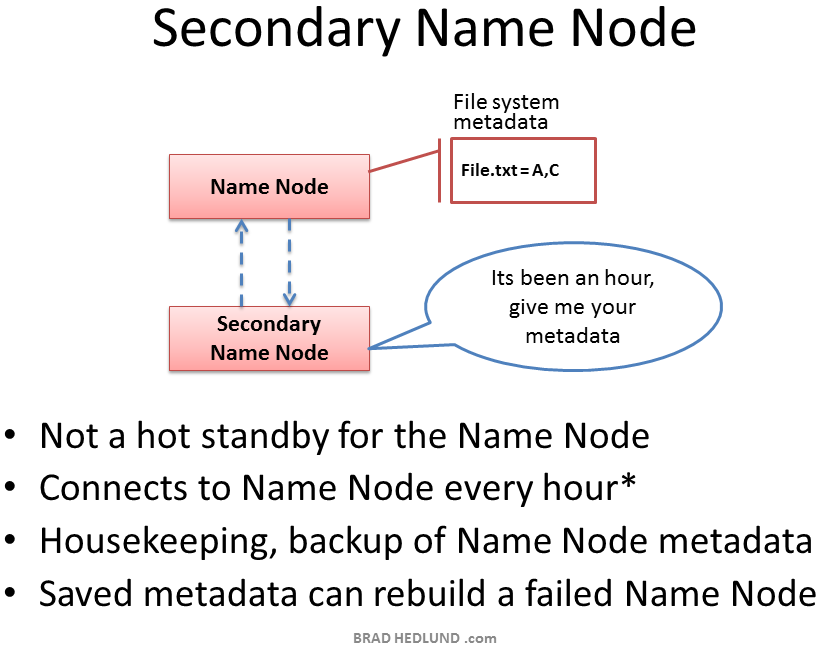 Secondary Name Node
File system
metadata
File.txt = A,C
Name Node
Its been an hour,
give me your
metadata
Secondary
Name Node
• Not a hot standby for the Name Node
• Connects to Name Node every hour*
• Housekeeping, backup of Name Node metadata
• Saved metadata can rebuild a failed Name Node
BRAD HEDLUND .com